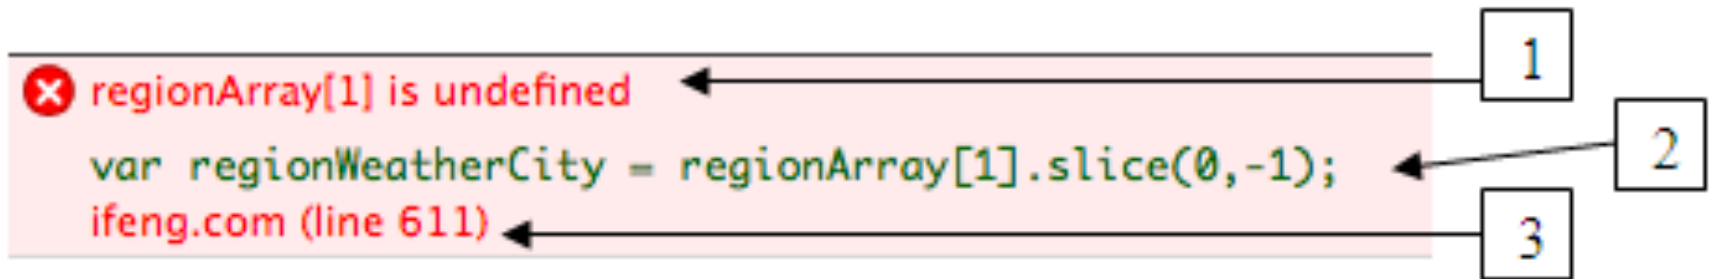 1
regionArray[1] is undefined
var regionWeatherCity = regionArray[1].slice(0,-1);
2
ifeng.com (line 611)
3